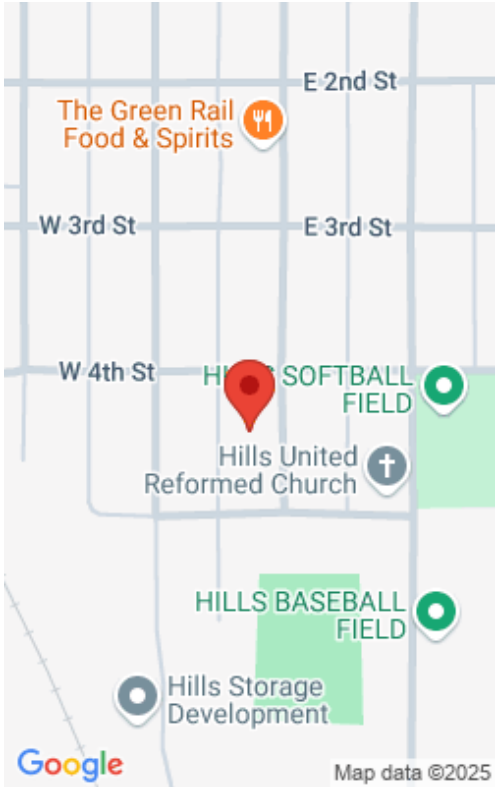 E 2nd St
The Green Rail
Food & Spirits
W 3rd St
E 3rd St
W 4th St
SOFTBALL
FIELD
Hills United
Reformed Church
HILLS BASEBALL
FIELD
Hills Storage
Development
Google
Map data ©2025